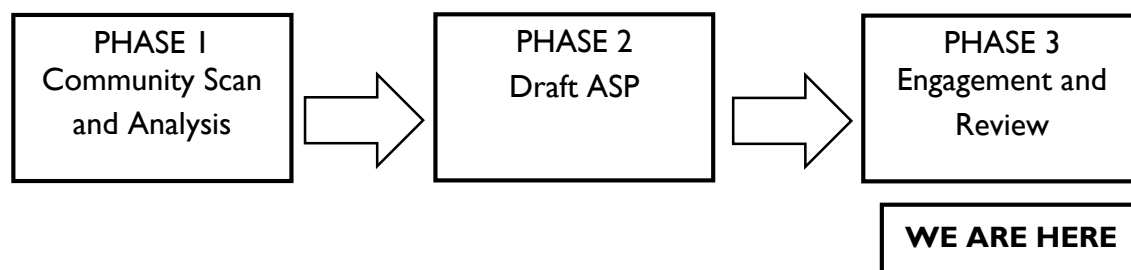 PHASE 1
Community Scan
and Analysis
PHASE 2
Draft ASP
PHASE 3
Engagement and
Review
WE ARE HERE